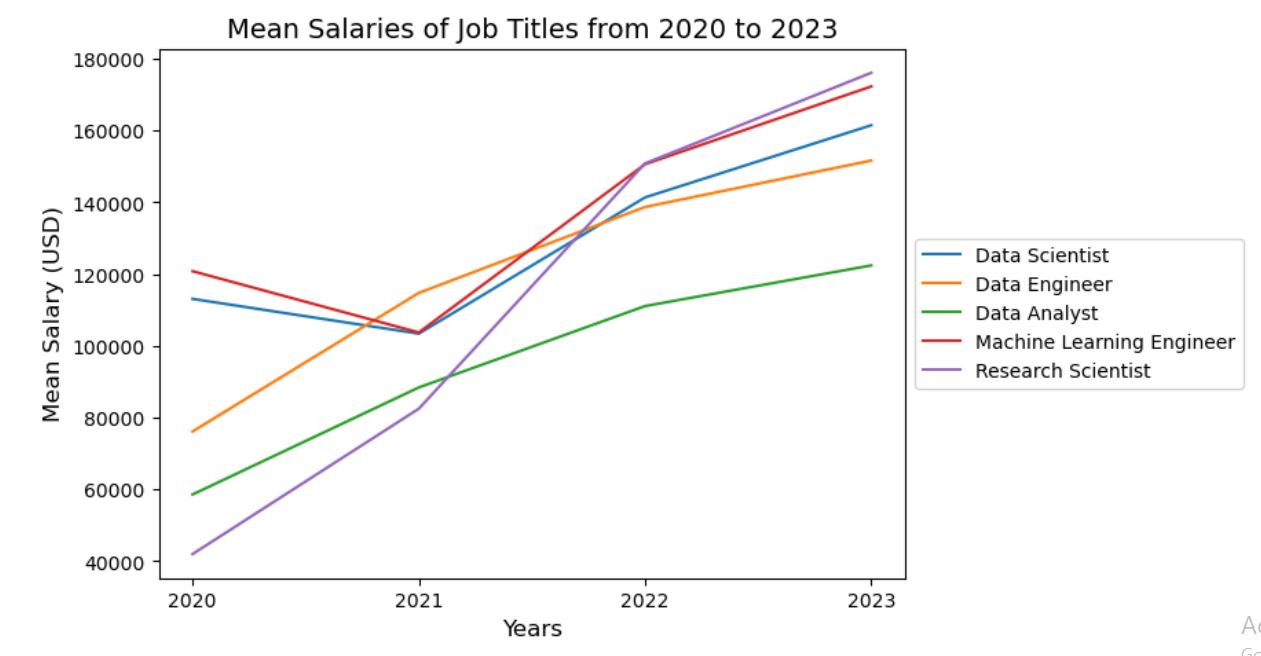 Mean Salaries of Job Titles from 2020 to 2023
180000
160000
140000
120000
100000
80000
60000
40000
Mean Salary (USD)
2020 2021 2022 2023
Years
Data Scientist
Data Engineer
Data Analyst
Machine Learning Engineer
Research Scientist